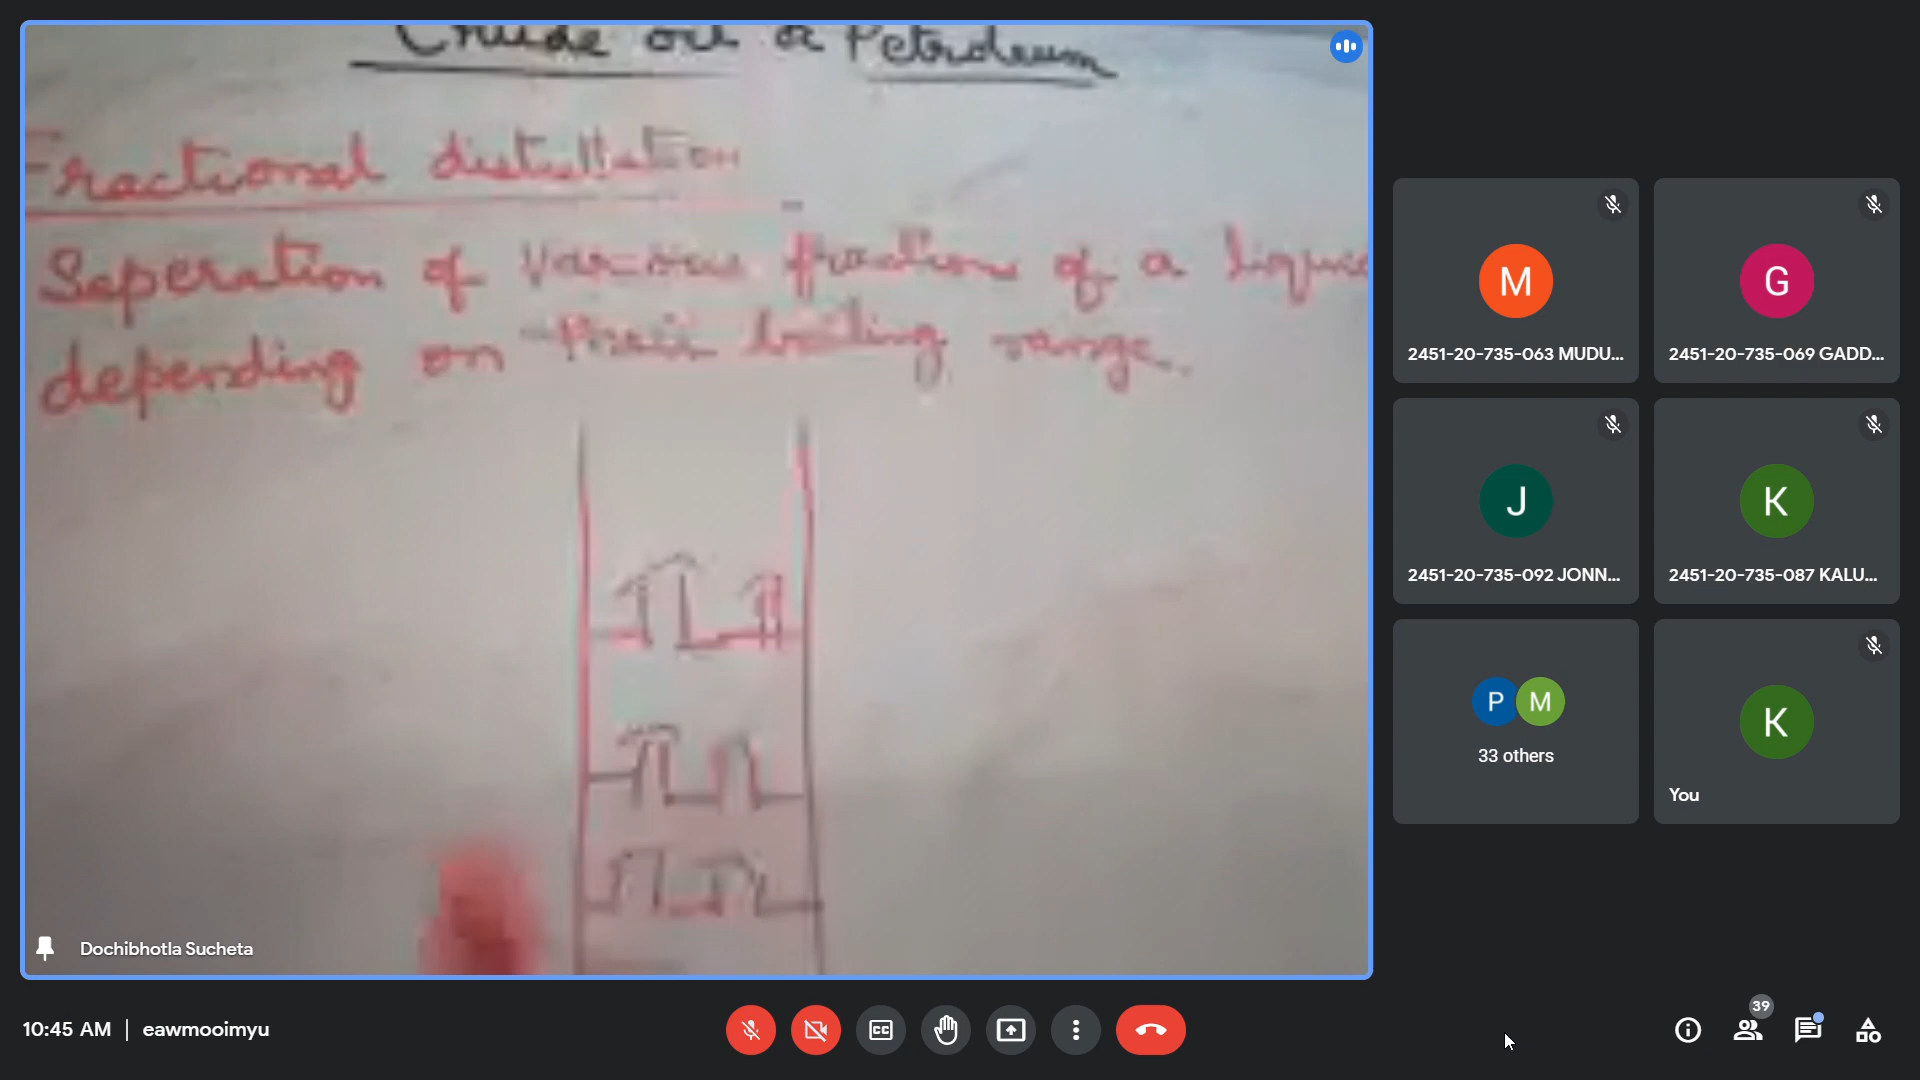 Crude oil or Petroleum
Fractional distillation
Seperation of various fractions of a liquid
depending on their boiling range.
Dochibhotla Sucheta
M
2451-20-735-063 MUDU...
G
2451-20-735-069 GADD...
J
2451-20-735-092 JONN...
K
2451-20-735-087 KALU...
P M
33 others
K
You
10:45 AM | eawmooimyu
CC
39